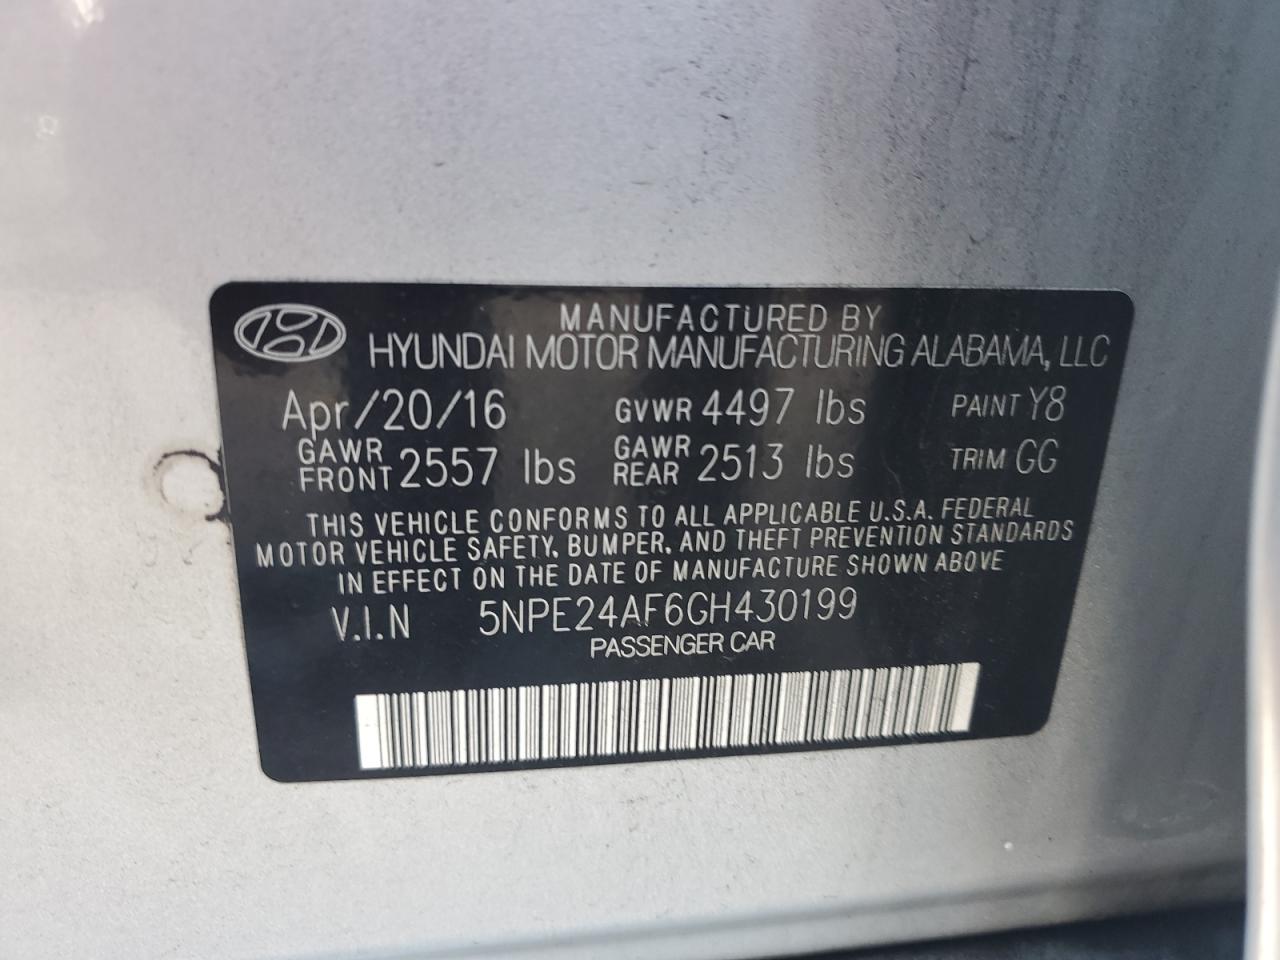 MANUFACTURED BY
HYUNDAI MOTOR MANUFACTURING ALABAMA, LLC
Apr/20/16 GVWR 4497 lbs PAINT Y8
GAWR FRONT 2557 lbs GAWR REAR 2513 lbs TRIM GG
THIS VEHICLE CONFORMS TO ALL APPLICABLE U.S.A. FEDERAL
MOTOR VEHICLE SAFETY, BUMPER, AND THEFT PREVENTION STANDARDS
IN EFFECT ON THE DATE OF MANUFACTURE SHOWN ABOVE
V.I.N 5NPE24AF6GH430199
PASSENGER CAR